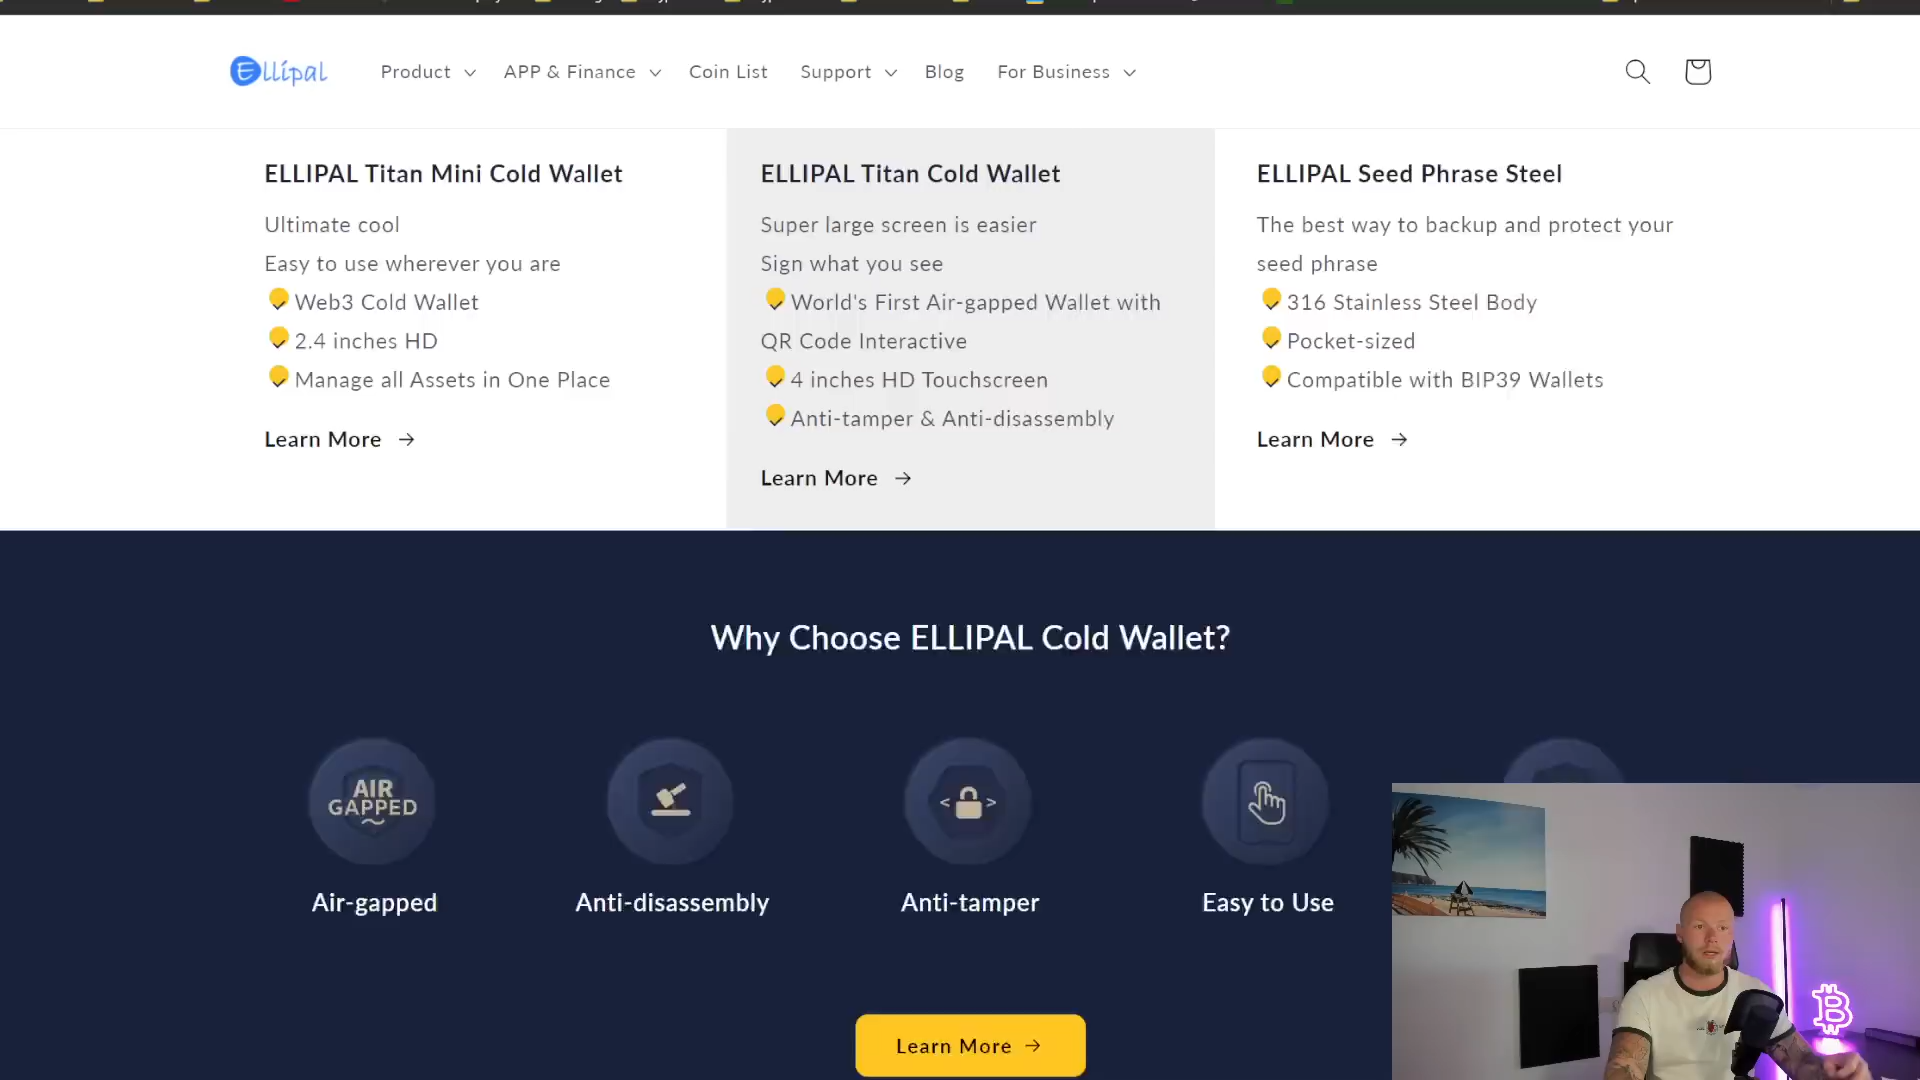 Ellipal
Product
APP & Finance
Coin List
Support
Blog
For Business
ELLIPAL Titan Mini Cold Wallet
Ultimate cool
Easy to use wherever you are
Web3 Cold Wallet
2.4 inches HD
Manage all Assets in One Place
Learn More →
ELLIPAL Titan Cold Wallet
Super large screen is easier
Sign what you see
World's First Air-gapped Wallet with
QR Code Interactive
4 inches HD Touchscreen
Anti-tamper & Anti-disassembly
Learn More →
ELLIPAL Seed Phrase Steel
The best way to backup and protect your
seed phrase
316 Stainless Steel Body
Pocket-sized
Compatible with BIP39 Wallets
Learn More →
Why Choose ELLIPAL Cold Wallet?
AIR
GAPPED
Air-gapped
Anti-disassembly
Anti-tamper
Easy to Use
Learn More →